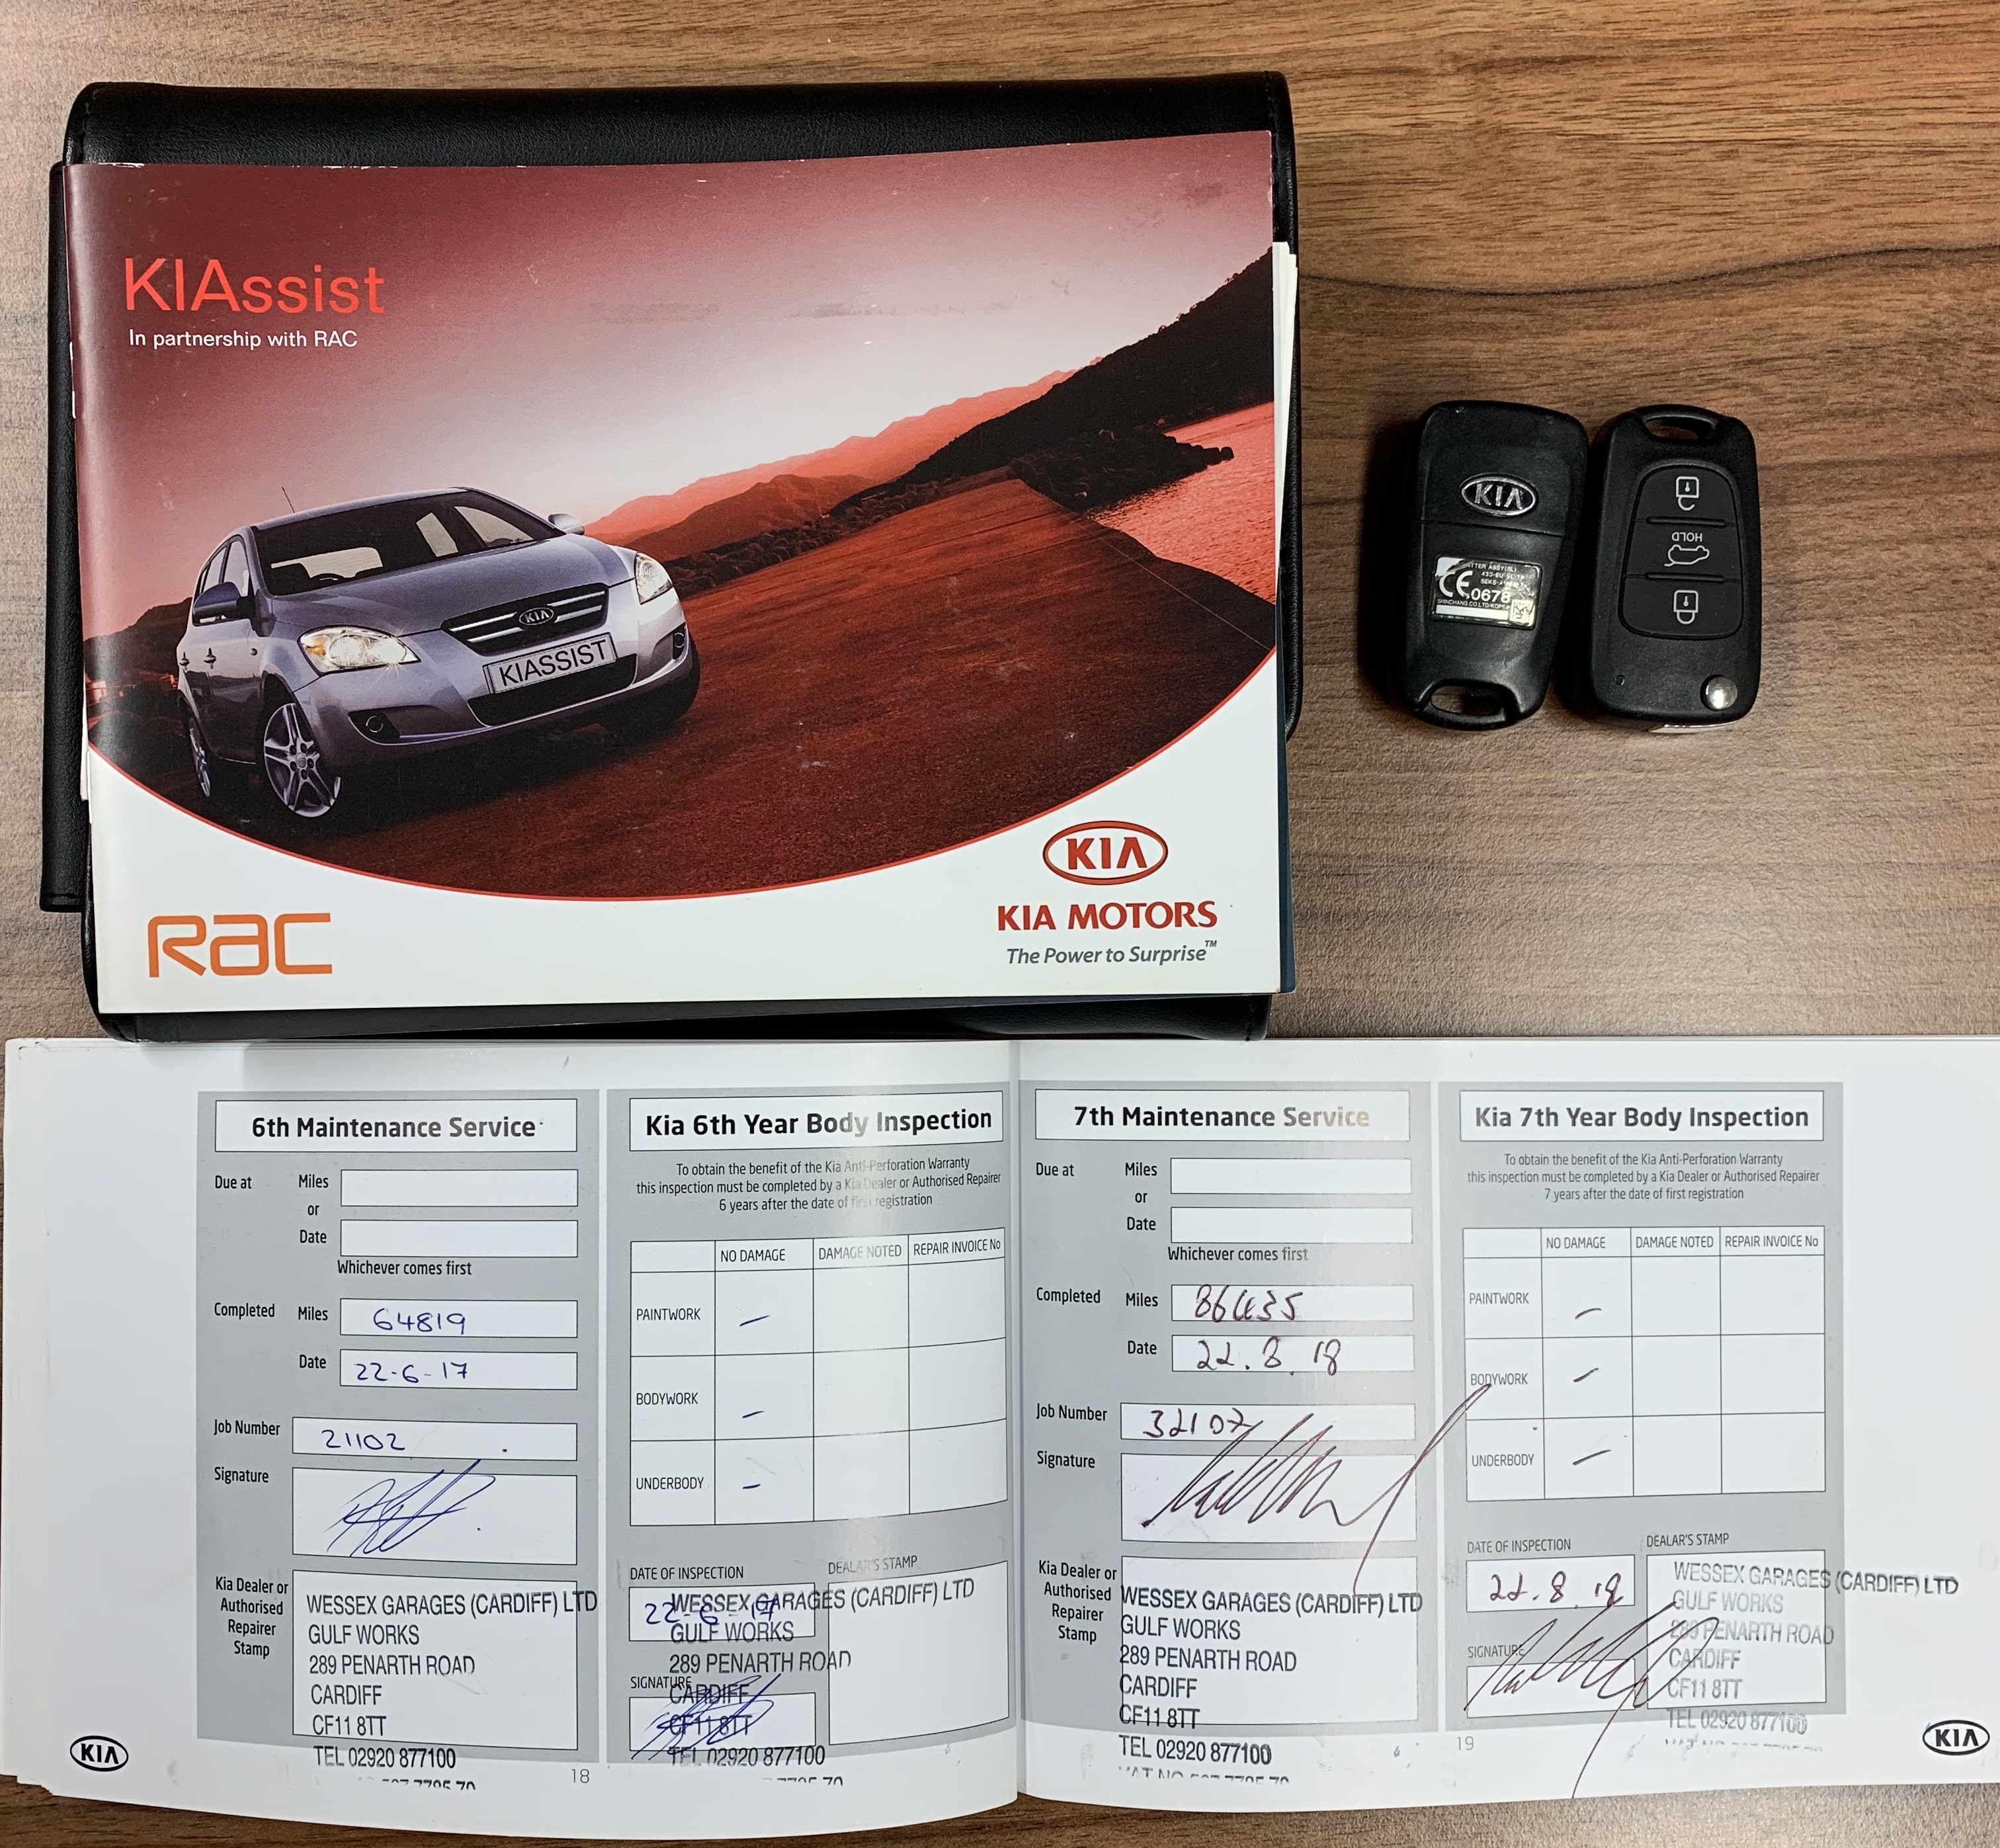 KIAssist
In partnership with RAC
KIA
KIASSIST
RAC
KIA
KIA MOTORS
The Power to Surprise™
KIA
CE 0678
HOLD
6th Maintenance Service
Due at
Miles
or
Date
Whichever comes first
Completed
Miles
64819
Date
22-6-17
Job Number
21102
Signature
Kia Dealer or
Authorised
Repairer
Stamp
WESSEX GARAGES (CARDIFF) LTD
GULF WORKS
289 PENARTH ROAD
CARDIFF
CF11 8TT
TEL 02920 877100
KIA
18
Kia 6th Year Body Inspection
To obtain the benefit of the Kia Anti-Perforation Warranty
this inspection must be completed by a Kia Dealer or Authorised Repairer
6 years after the date of first registration
NO DAMAGE
DAMAGE NOTED
REPAIR INVOICE No
PAINTWORK
BODYWORK
UNDERBODY
DATE OF INSPECTION
22-6-17
DEALAR'S STAMP
SIGNATURE
WESSEX GARAGES (CARDIFF) LTD
GULF WORKS
289 PENARTH ROAD
CARDIFF
CF11 8TT
TEL 02920 877100
7th Maintenance Service
Due at
Miles
or
Date
Whichever comes first
Completed
Miles
86435
Date
22.8.18
Job Number
32107
Signature
Kia Dealer or
Authorised
Repairer
Stamp
WESSEX GARAGES (CARDIFF) LTD
GULF WORKS
289 PENARTH ROAD
CARDIFF
CF11 8TT
TEL 02920 877100
19
Kia 7th Year Body Inspection
To obtain the benefit of the Kia Anti-Perforation Warranty
this inspection must be completed by a Kia Dealer or Authorised Repairer
7 years after the date of first registration
NO DAMAGE
DAMAGE NOTED
REPAIR INVOICE No
PAINTWORK
BODYWORK
UNDERBODY
DATE OF INSPECTION
22.8.18
DEALAR'S STAMP
SIGNATURE
WESSEX GARAGES (CARDIFF) LTD
GULF WORKS
289 PENARTH ROAD
CARDIFF
CF11 8TT
TEL 02920 877100
KIA